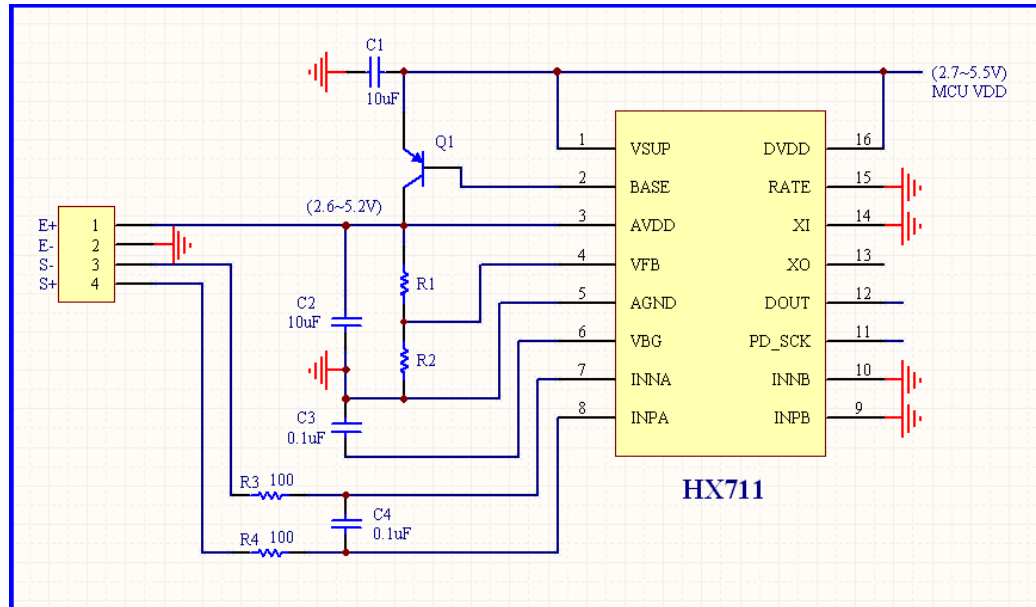 C1
10uF
(2.7~5.5V)
MCU VDD
Q1
1 VSUP DVDD 16
2 BASE RATE 15
(2.6~5.2V)
3 AVDD XI 14
4 VFB XO 13
5 AGND DOUT 12
6 VBG PD_SCK 11
7 INNA INNB 10
8 INPA INPB 9
HX711
E+ 1
E- 2
S- 3
S+ 4
R1
C2
10uF
R2
C3
0.1uF
R3 100
C4
0.1uF
R4 100